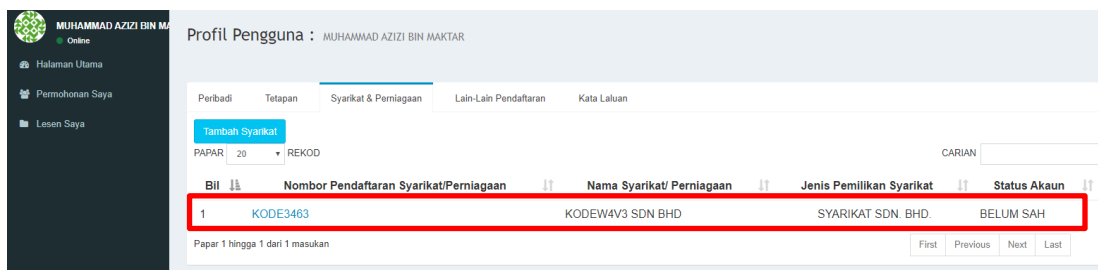 MUHAMMAD AZIZI BIN MA
Online
Halaman Utama
Permohonan Saya
Lesen Saya
Profil Pengguna : MUHAMMAD AZIZI BIN MAKTAR
Peribadi Tetapan Syarikat & Perniagaan Lain-Lain Pendaftaran Kata Laluan
Tambah Syarikat
PAPAR 20 REKOD CARIAN
Bil Nombor Pendaftaran Syarikat/Perniagaan Nama Syarikat/ Perniagaan Jenis Pemilikan Syarikat Status Akaun
1 KODE3463 KODEW4V3 SDN BHD SYARIKAT SDN. BHD. BELUM SAH
Papar 1 hingga 1 dari 1 masukan First Previous Next Last